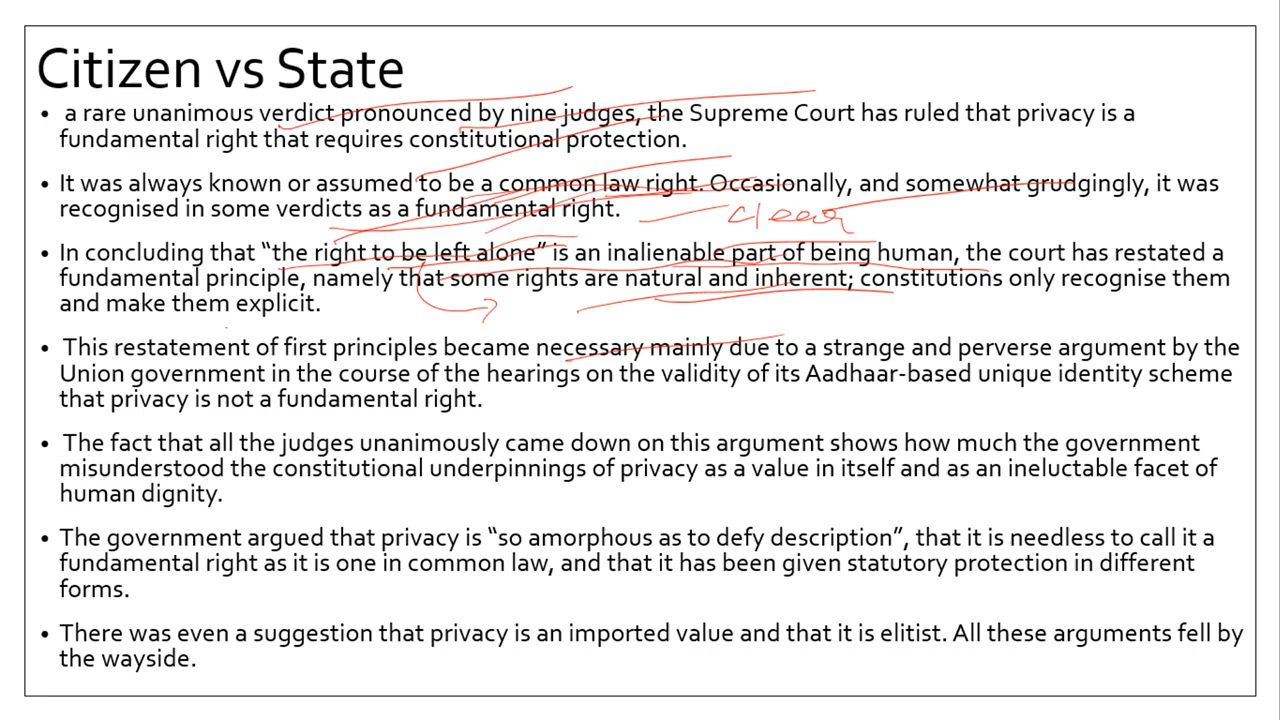 Citizen vs State
• a rare unanimous verdict pronounced by nine judges, the Supreme Court has ruled that privacy is a
fundamental right that requires constitutional protection.
• It was always known or assumed to be a common law right. Occasionally, and somewhat grudgingly, it was
recognised in some verdicts as a fundamental right.
clear
• In concluding that “the right to be left alone” is an inalienable part of being human, the court has restated a
fundamental principle, namely that some rights are natural and inherent; constitutions only recognise them
and make them explicit.
• This restatement of first principles became necessary mainly due to a strange and perverse argument by the
Union government in the course of the hearings on the validity of its Aadhaar-based unique identity scheme
that privacy is not a fundamental right.
• The fact that all the judges unanimously came down on this argument shows how much the government
misunderstood the constitutional underpinnings of privacy as a value in itself and as an ineluctable facet of
human dignity.
• The government argued that privacy is “so amorphous as to defy description”, that it is needless to call it a
fundamental right as it is one in common law, and that it has been given statutory protection in different
forms.
• There was even a suggestion that privacy is an imported value and that it is elitist. All these arguments fell by
the wayside.